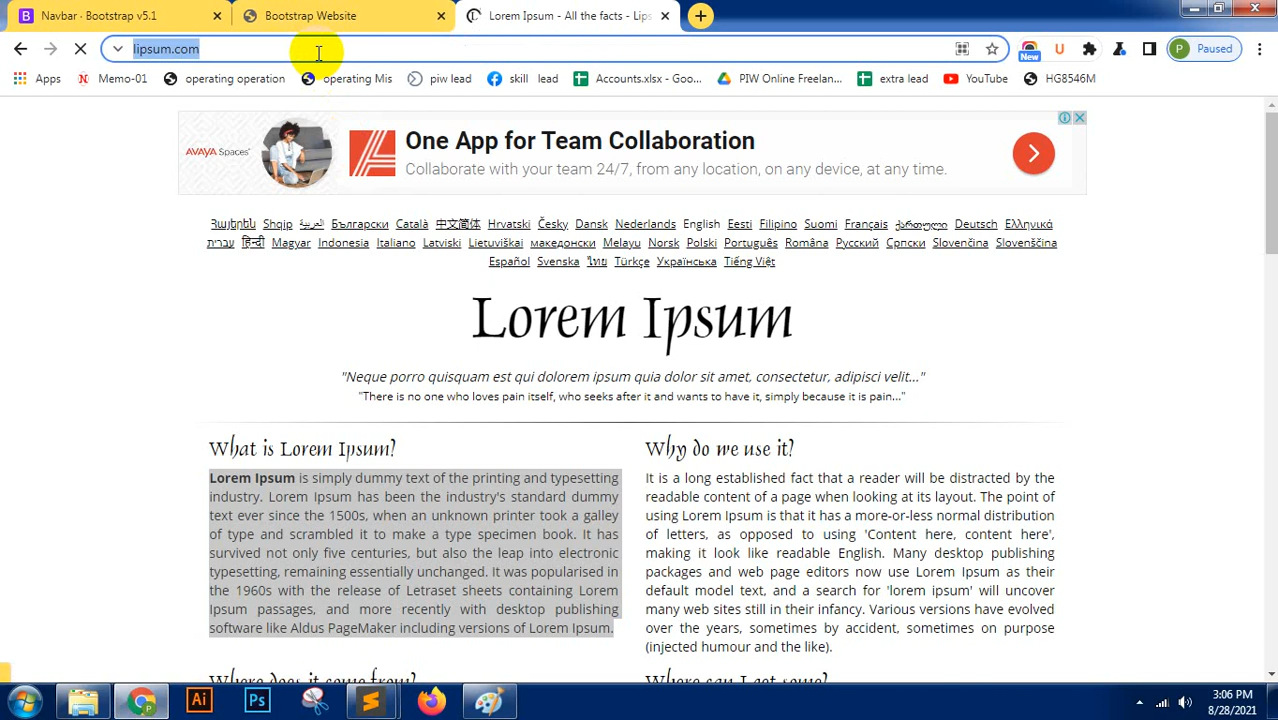 Navbar · Bootstrap v5.1
Bootstrap Website
Lorem Ipsum - All the facts - Lips
lipsum.com
Paused
Apps
Memo-01
operating operation
operating Mis
piw lead
skill lead
Accounts.xlsx - Goo...
PIW Online Freelan...
extra lead
YouTube
HG8546M
New
AVAYA Spaces
One App for Team Collaboration
Collaborate with your team 24/7, from any location, on any device, at any time.
Հայերեն Shqip العربية Български Català 中文简体 Hrvatski Česky Dansk Nederlands English Eesti Filipino Suomi Français ქართული Deutsch Ελληνικά
עברית हिन्दी Magyar Indonesia Italiano Latviski Lietuviškai македонски Melayu Norsk Polski Português Româna Русский Српски Slovenčina Slovenščina
Español Svenska ไทย Türkçe Українська Tiếng Việt
Lorem Ipsum
"Neque porro quisquam est qui dolorem ipsum quia dolor sit amet, consectetur, adipisci velit..."
"There is no one who loves pain itself, who seeks after it and wants to have it, simply because it is pain..."
What is Lorem Ipsum?
Lorem Ipsum is simply dummy text of the printing and typesetting
industry. Lorem Ipsum has been the industry's standard dummy
text ever since the 1500s, when an unknown printer took a galley
of type and scrambled it to make a type specimen book. It has
survived not only five centuries, but also the leap into electronic
typesetting, remaining essentially unchanged. It was popularised in
the 1960s with the release of Letraset sheets containing Lorem
Ipsum passages, and more recently with desktop publishing
software like Aldus PageMaker including versions of Lorem Ipsum.
Why do we use it?
It is a long established fact that a reader will be distracted by the
readable content of a page when looking at its layout. The point of
using Lorem Ipsum is that it has a more-or-less normal distribution
of letters, as opposed to using 'Content here, content here',
making it look like readable English. Many desktop publishing
packages and web page editors now use Lorem Ipsum as their
default model text, and a search for 'lorem ipsum' will uncover
many web sites still in their infancy. Various versions have evolved
over the years, sometimes by accident, sometimes on purpose
(injected humour and the like).
Where does it come from?
Where can I get some?
3:06 PM
8/28/2021